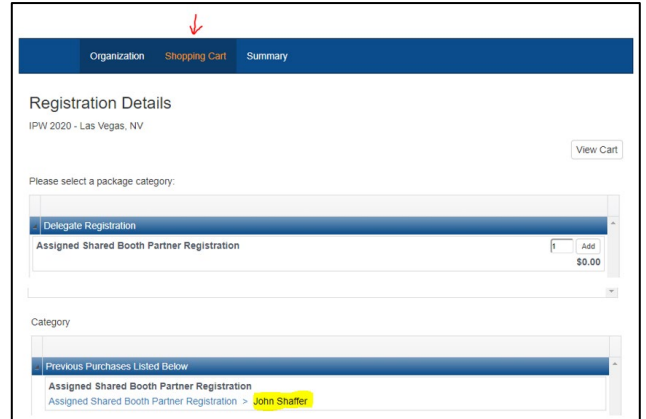 Organization Shopping Cart Summary
Registration Details
IPW 2020 - Las Vegas, NV
View Cart
Please select a package category:
Delegate Registration
Assigned Shared Booth Partner Registration 1 Add
$0.00
Category
Previous Purchases Listed Below
Assigned Shared Booth Partner Registration
Assigned Shared Booth Partner Registration > John Shaffer